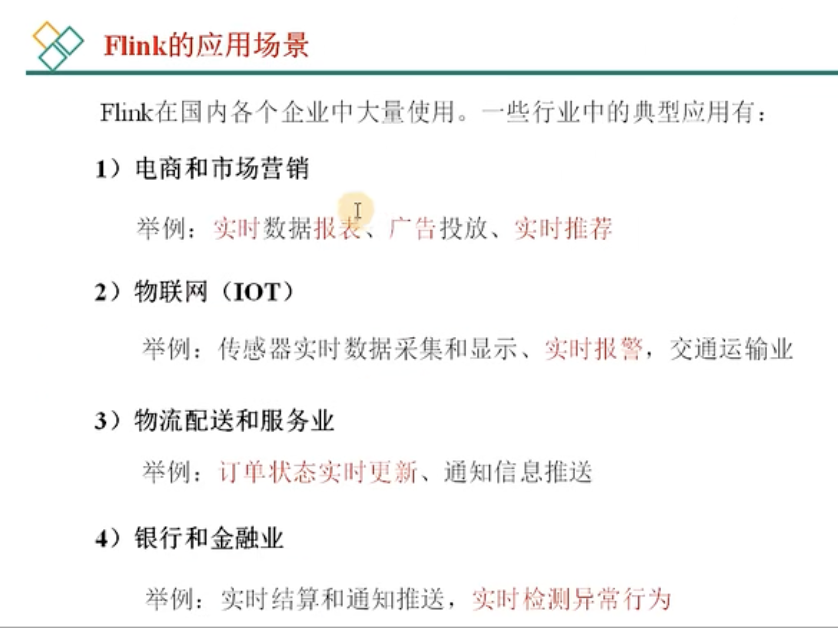 Flink的应用场景
Flink在国内各个企业中大量使用。一些行业中的典型应用有：
1）电商和市场营销
举例：实时数据报表、广告投放、实时推荐
2）物联网（IOT）
举例：传感器实时数据采集和显示、实时报警，交通运输业
3）物流配送和服务业
举例：订单状态实时更新、通知信息推送
4）银行和金融业
举例：实时结算和通知推送，实时检测异常行为